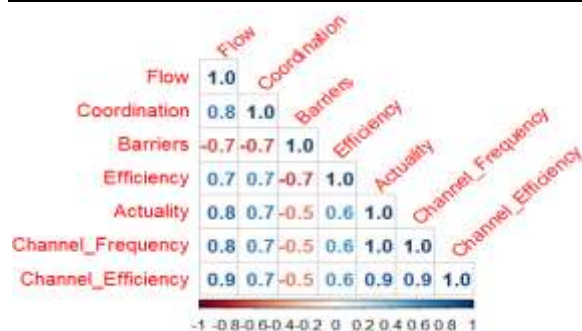 Flow
Coordination
Barriers
Efficiency
Actuality
Channel_Frequency
Channel_Efficiency
Flow 1.0
Coordination 0.8 1.0
Barriers -0.7 -0.7 1.0
Efficiency 0.7 0.7 -0.7 1.0
Actuality 0.8 0.7 -0.5 0.6 1.0
Channel_Frequency 0.8 0.7 -0.5 0.6 1.0 1.0
Channel_Efficiency 0.9 0.7 -0.5 0.6 0.9 0.9 1.0
-1 -0.8 -0.6 -0.4 -0.2 0 0.2 0.4 0.6 0.8 1